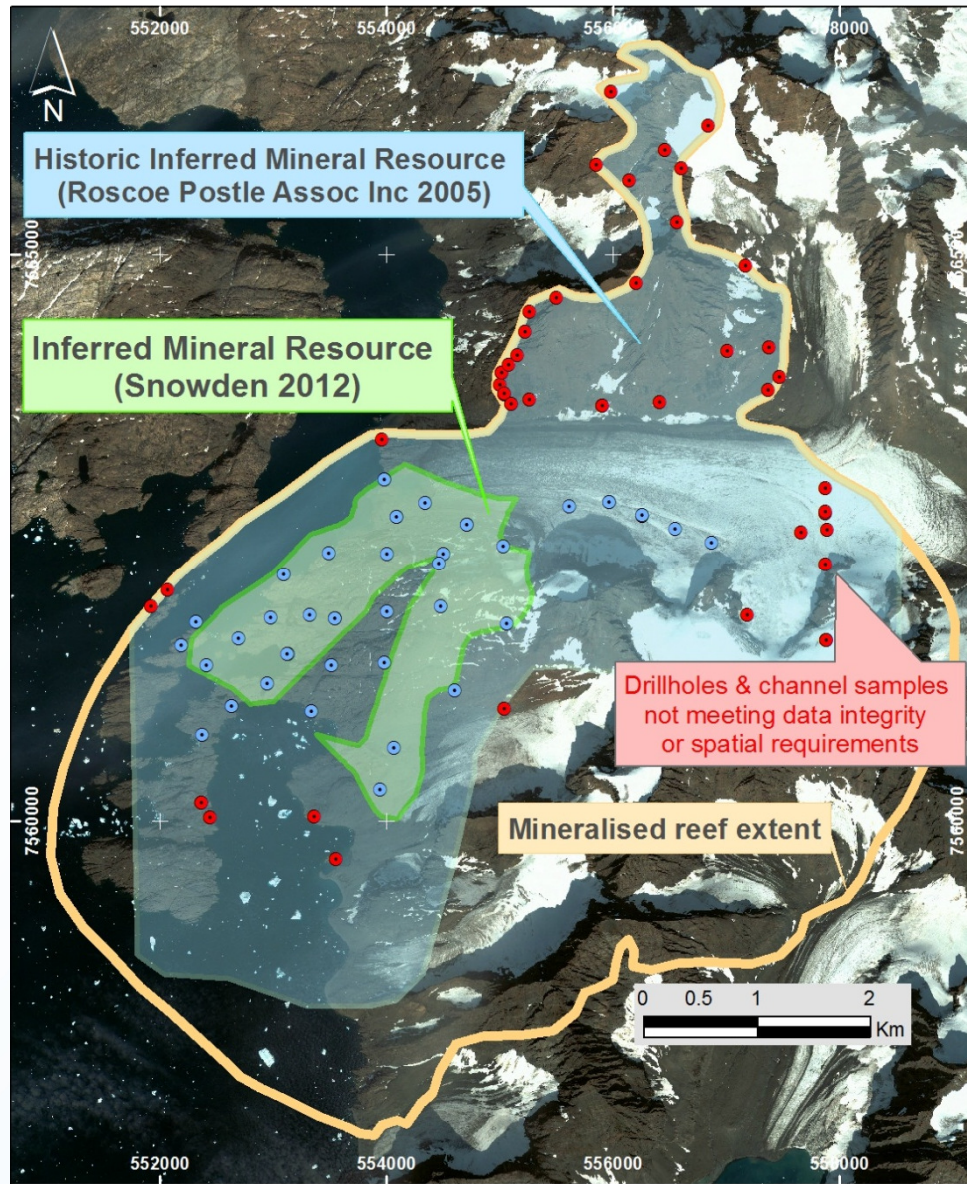 552000
554000
556000
558000
N
Historic Inferred Mineral Resource
(Roscoe Postle Assoc Inc 2005)
7565000
7565000
Inferred Mineral Resource
(Snowden 2012)
Drillholes & channel samples
not meeting data integrity
or spatial requirements
7560000
7560000
Mineralised reef extent
0 0.5 1 2
Km
552000
554000
556000
558000